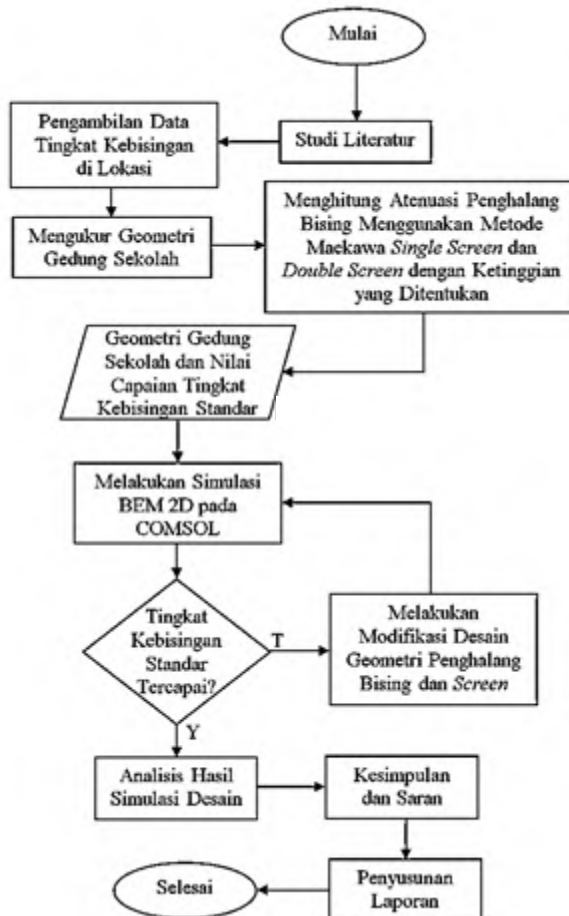 Mulai
Studi Literatur
Pengambilan Data
Tingkat Kebisingan
di Lokasi
Mengukur Geometri
Gedung Sekolah
Menghitung Atenuasi Penghalang
Bising Menggunakan Metode
Maekawa Single Screen dan
Double Screen dengan Ketinggian
yang Ditentukan
Geometri Gedung
Sekolah dan Nilai
Capaian Tingkat
Kebisingan Standar
Melakukan Simulasi
BEM 2D pada
COMSOL
Tingkat
Kebisingan
Standar
Tercapai?
T
Melakukan
Modifikasi Desain
Geometri Penghalang
Bising dan Screen
Y
Analisis Hasil
Simulasi Desain
Kesimpulan
dan Saran
Penyusunan
Laporan
Selesai